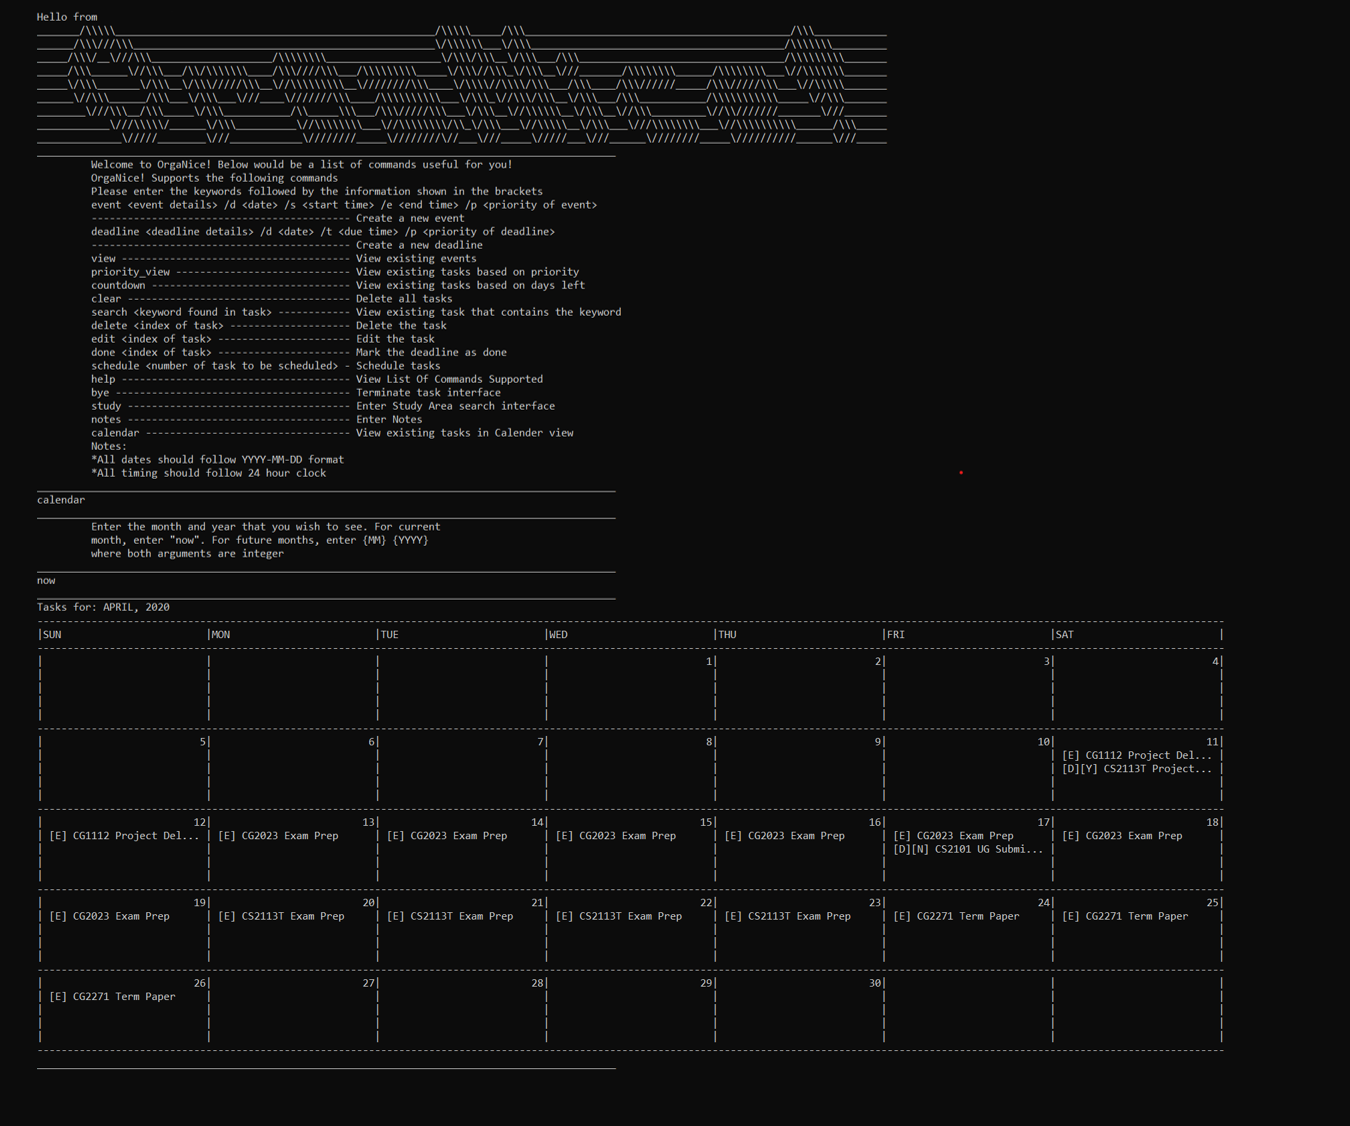 Hello from
OrgaNice!
Welcome to OrgaNice! Below would be a list of commands useful for you!
OrgaNice! Supports the following commands
Please enter the keywords followed by the information shown in the brackets
event <event details> /d <date> /s <start time> /e <end time> /p <priority of event>
------------------------------------------- Create a new event
deadline <deadline details> /d <date> /t <due time> /p <priority of deadline>
------------------------------------------- Create a new deadline
view -------------------------------------- View existing events
priority_view ----------------------------- View existing tasks based on priority
countdown --------------------------------- View existing tasks based on days left
clear ------------------------------------- Delete all tasks
search <keyword found in task> ------------ View existing task that contains the keyword
delete <index of task> -------------------- Delete the task
edit <index of task> ---------------------- Edit the task
done <index of task> ---------------------- Mark the deadline as done
schedule <number of task to be scheduled> - Schedule tasks
help -------------------------------------- View List Of Commands Supported
bye --------------------------------------- Terminate task interface
study ------------------------------------- Enter Study Area search interface
notes ------------------------------------- Enter Notes
calendar ---------------------------------- View existing tasks in Calender view
Notes:
*All dates should follow YYYY-MM-DD format
*All timing should follow 24 hour clock
calendar
Enter the month and year that you wish to see. For current
month, enter "now". For future months, enter {MM} {YYYY}
where both arguments are integer
now
Tasks for: APRIL, 2020
|SUN |MON |TUE |WED |THU |FRI |SAT |
| | | | 1| 2| 3| 4|
| 5| 6| 7| 8| 9| 10| 11|
| | | | | | | [E] CG1112 Project Del... |
| | | | | | | [D][Y] CS2113T Project... |
| 12| 13| 14| 15| 16| 17| 18|
| [E] CG1112 Project Del... | [E] CG2023 Exam Prep | [E] CG2023 Exam Prep | [E] CG2023 Exam Prep | [E] CG2023 Exam Prep | [E] CG2023 Exam Prep | [E] CG2023 Exam Prep |
| | | | | | [D][N] CS2101 UG Submi... | |
| 19| 20| 21| 22| 23| 24| 25|
| [E] CG2023 Exam Prep | [E] CS2113T Exam Prep | [E] CS2113T Exam Prep | [E] CS2113T Exam Prep | [E] CS2113T Exam Prep | [E] CG2271 Term Paper | [E] CG2271 Term Paper |
| 26| 27| 28| 29| 30| | |
| [E] CG2271 Term Paper | | | | | | |